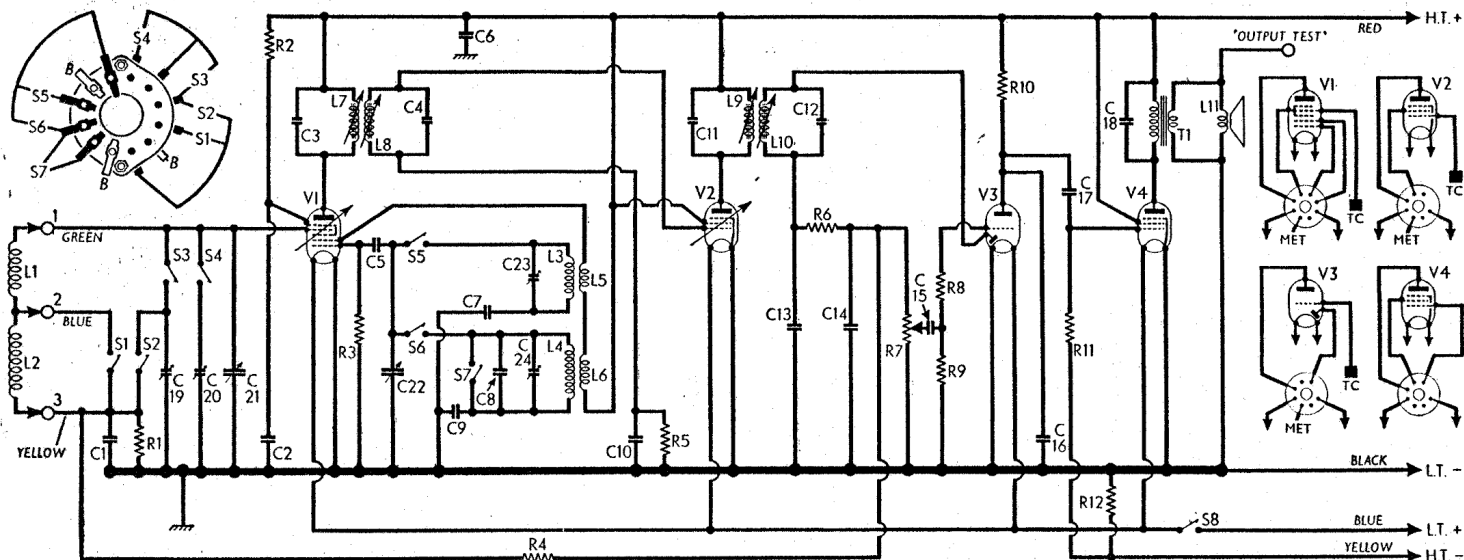 S4
S3
S2
S1
S5
S6
S7
B
B
B
R2
C6
RED
H.T.+
"OUTPUT TEST"
L7
C3
C4
L8
L9
C11
C12
L10
R10
C18
T1
L11
V1
V2
V1
V2
V3
V4
TC
TC
MET
MET
1
GREEN
L1
2
BLUE
L2
3
YELLOW
S3
S4
S1
S2
C19
C20
C21
C1
R1
C2
C5
S5
C23
L3
L5
C7
R3
S6
C22
S7
C8
C24
L4
L6
C9
C10
R5
R6
C13
C14
R7
C15
R8
R9
C17
R11
C16
V3
V4
TC
MET
BLACK
L.T. −
R12
S8
BLUE
L.T. +
R4
YELLOW
H.T. −